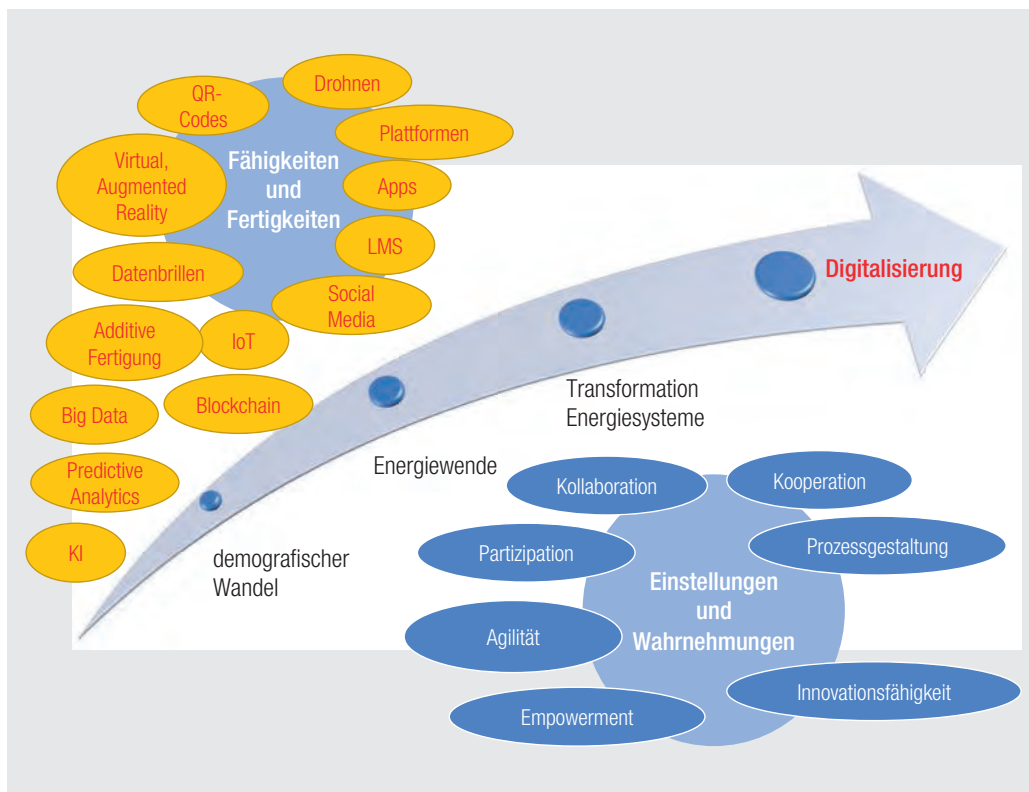 Drohnen
QR-
Codes
Plattformen
Virtual,
Augmented
Reality
Fähigkeiten
und
Fertigkeiten
Apps
LMS
Datenbrillen
Social
Media
Additive
Fertigung
IoT
Big Data
Blockchain
Predictive
Analytics
KI
Digitalisierung
Transformation
Energiesysteme
Energiewende
demografischer
Wandel
Kollaboration
Kooperation
Partizipation
Prozessgestaltung
Einstellungen
und
Wahrnehmungen
Agilität
Innovationsfähigkeit
Empowerment